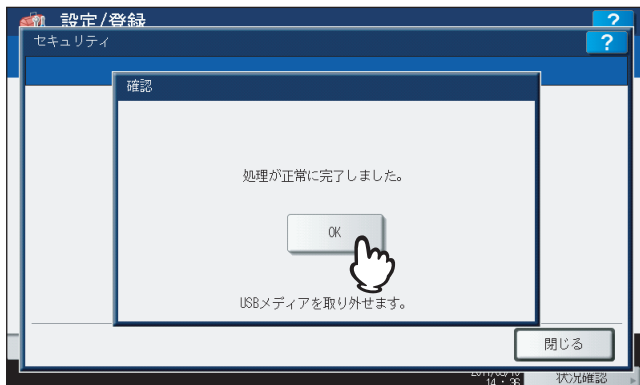 設定/登録
?
セキュリティ
?
確認
処理が正常に完了しました。
OK
USBメディアを取り外せます。
閉じる
14:36
状況確認